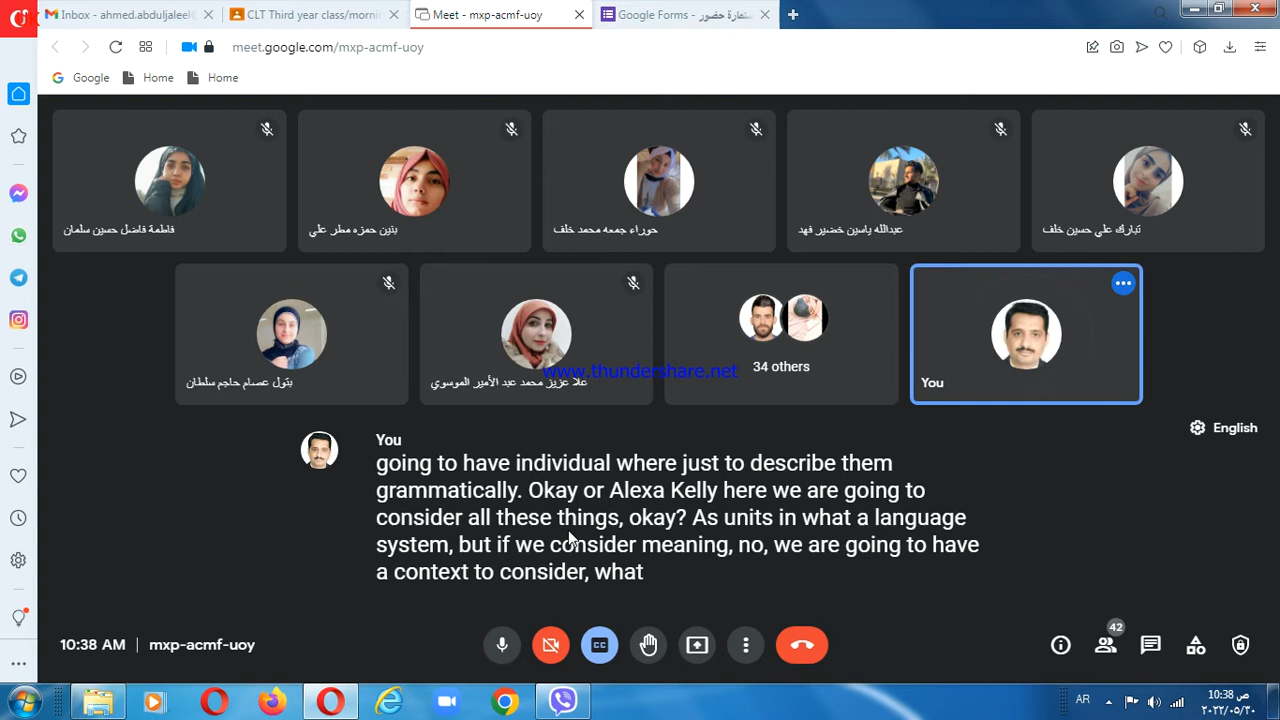 Inbox - ahmed.abduljaleel@
CLT Third year class/mornin
Meet - mxp-acmf-uoy
Google Forms - استمارة حضور
meet.google.com/mxp-acmf-uoy
Google
Home
Home
فاطمة فاضل حسين سلمان
بنين حمزه مطر علي
حوراء جمعه محمد خلف
عبدالله ياسين خضير فهد
تبارك علي حسين خلف
بتول عصام حاجم سلطان
علا عزيز محمد عبد الأمير الموسوي
34 others
You
www.thundershare.net
English
You
going to have individual where just to describe them
grammatically. Okay or Alexa Kelly here we are going to
consider all these things, okay? As units in what a language
system, but if we consider meaning, no, we are going to have
a context to consider, what
10:38 AM
mxp-acmf-uoy
42
AR
10:38 ص
٢٠٢٢/٠٥/٣٠